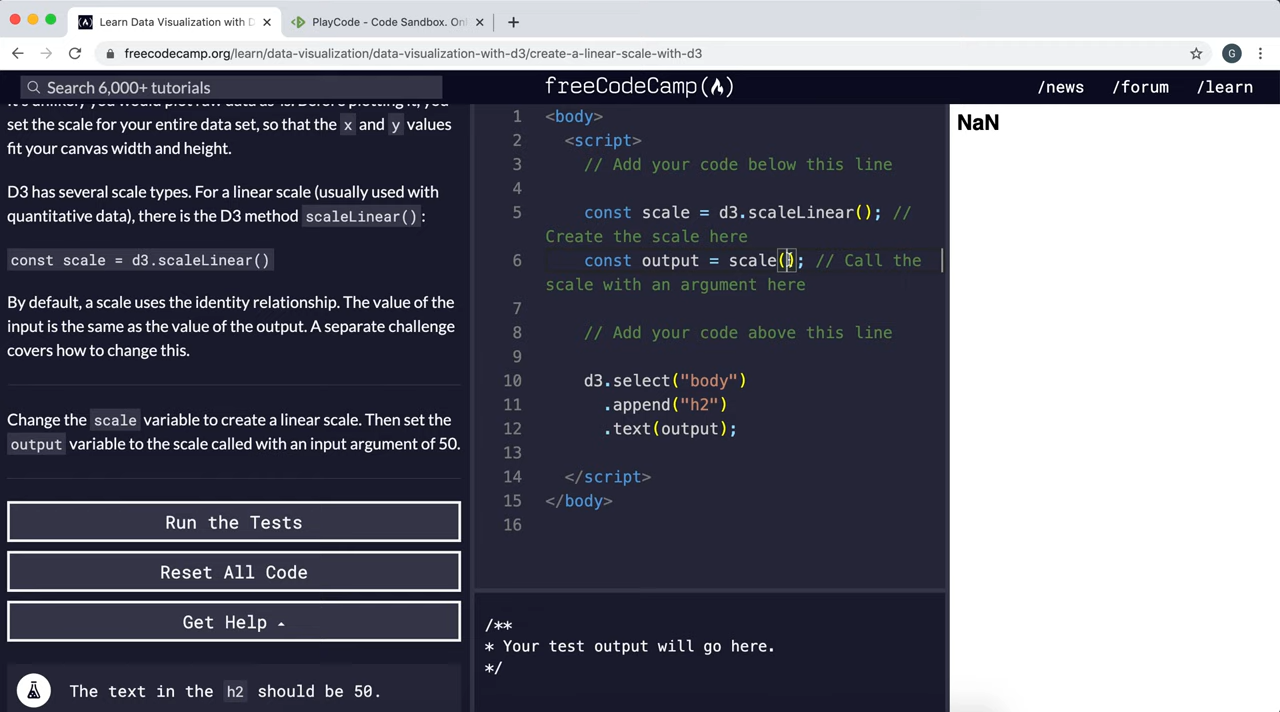 Learn Data Visualization with D
PlayCode - Code Sandbox. Onl
freecodecamp.org/learn/data-visualization/data-visualization-with-d3/create-a-linear-scale-with-d3
G
Search 6,000+ tutorials
freeCodeCamp
/news
/forum
/learn
set the scale for your entire data set, so that the x and y values
fit your canvas width and height.
D3 has several scale types. For a linear scale (usually used with
quantitative data), there is the D3 method scaleLinear():
const scale = d3.scaleLinear()
By default, a scale uses the identity relationship. The value of the
input is the same as the value of the output. A separate challenge
covers how to change this.
Change the scale variable to create a linear scale. Then set the
output variable to the scale called with an input argument of 50.
Run the Tests
Reset All Code
Get Help
The text in the h2 should be 50.
1 <body>
2 <script>
3 // Add your code below this line
4
5 const scale = d3.scaleLinear(); //
Create the scale here
6 const output = scale(); // Call the
scale with an argument here
7
8 // Add your code above this line
9
10 d3.select("body")
11 .append("h2")
12 .text(output);
13
14 </script>
15 </body>
16
/**
* Your test output will go here.
*/
NaN